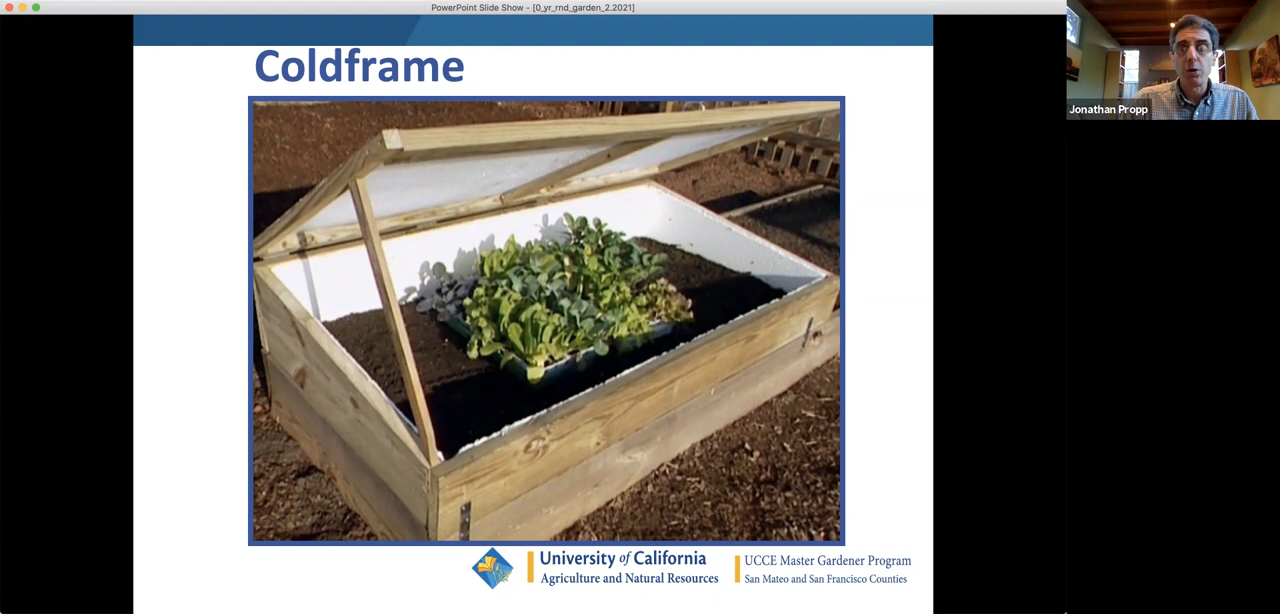 PowerPoint Slide Show - [0_yr_rnd_garden_2.2021]
Coldframe
Jonathan Propp
University of California
Agriculture and Natural Resources
UCCE Master Gardener Program
San Mateo and San Francisco Counties